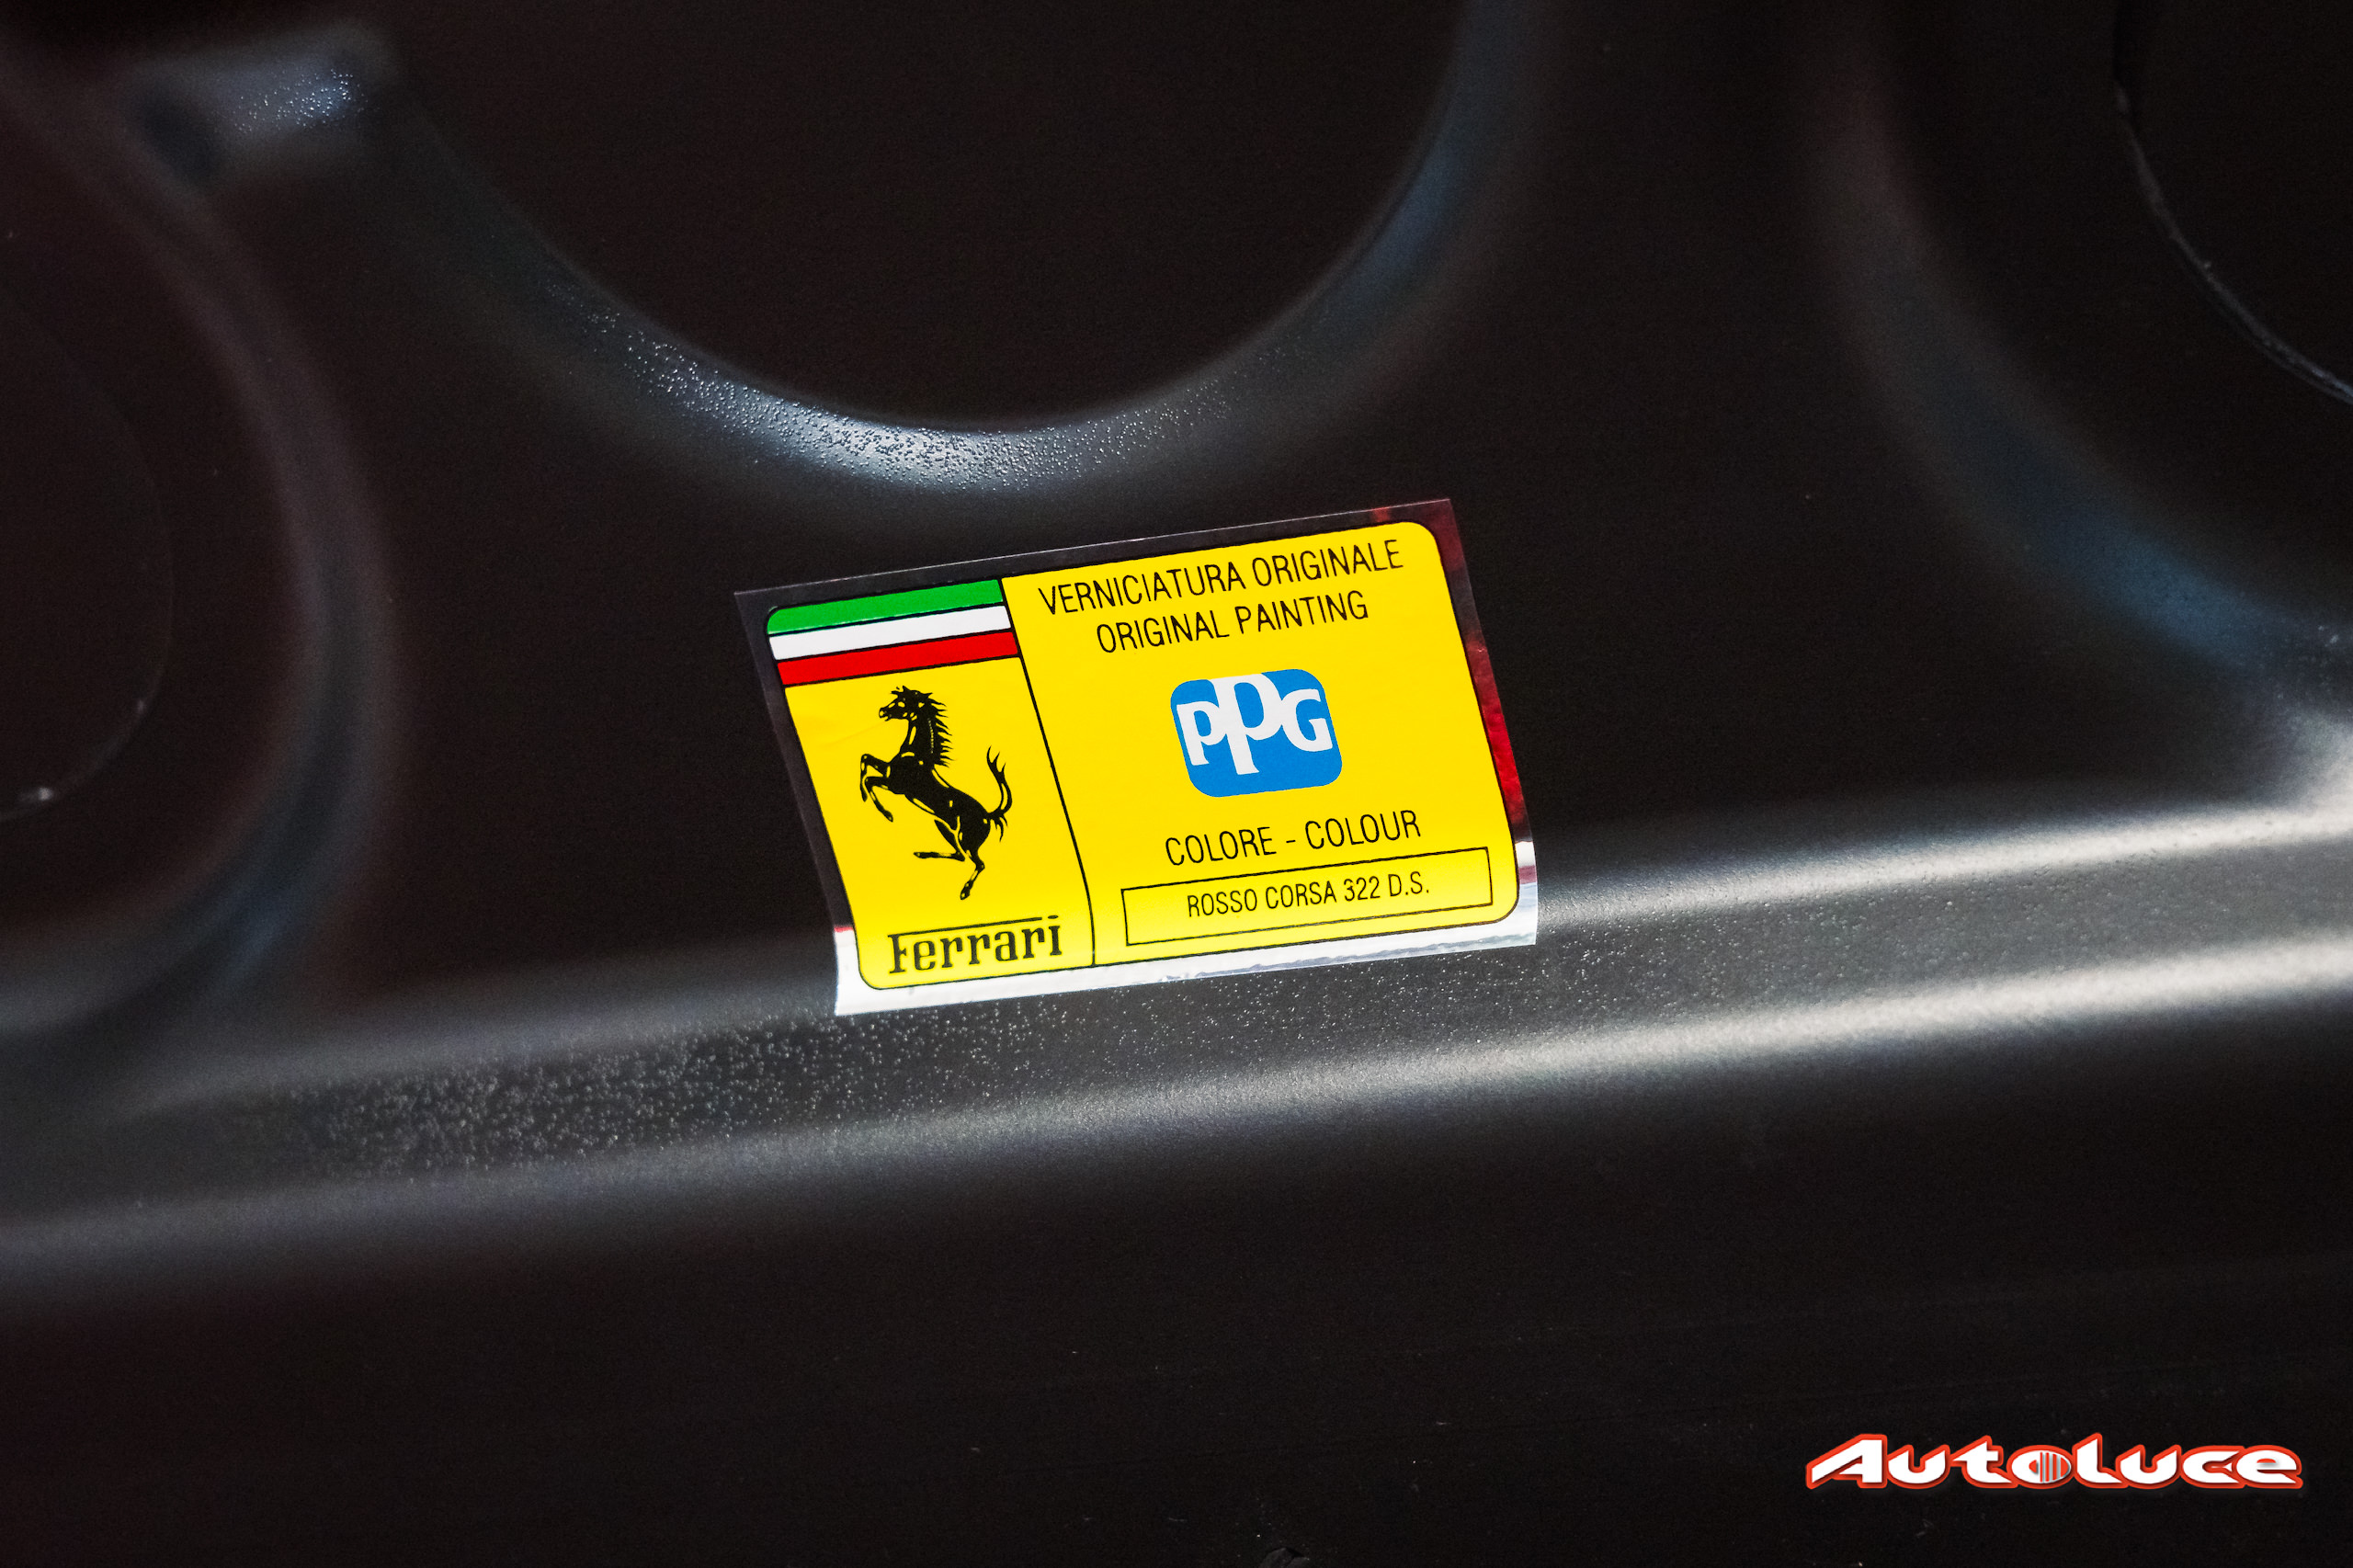 VERNICIATURA ORIGINALE
ORIGINAL PAINTING
PPG
COLORE - COLOUR
ROSSO CORSA 322 D.S.
Ferrari
Autoluce